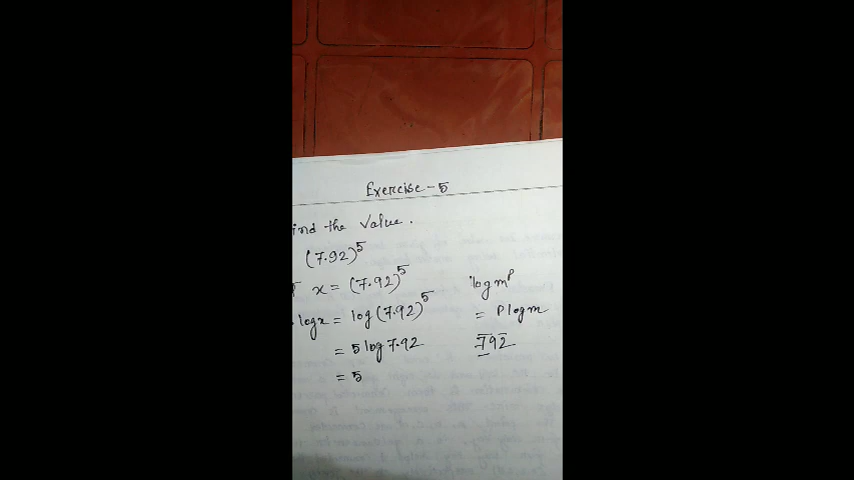 Exercise-5
ind the Value.
(7.92)^5
x = (7.92)^5
log x = log (7.92)^5
= 5 log 7.92
= 5
log m^p
= P log m
792